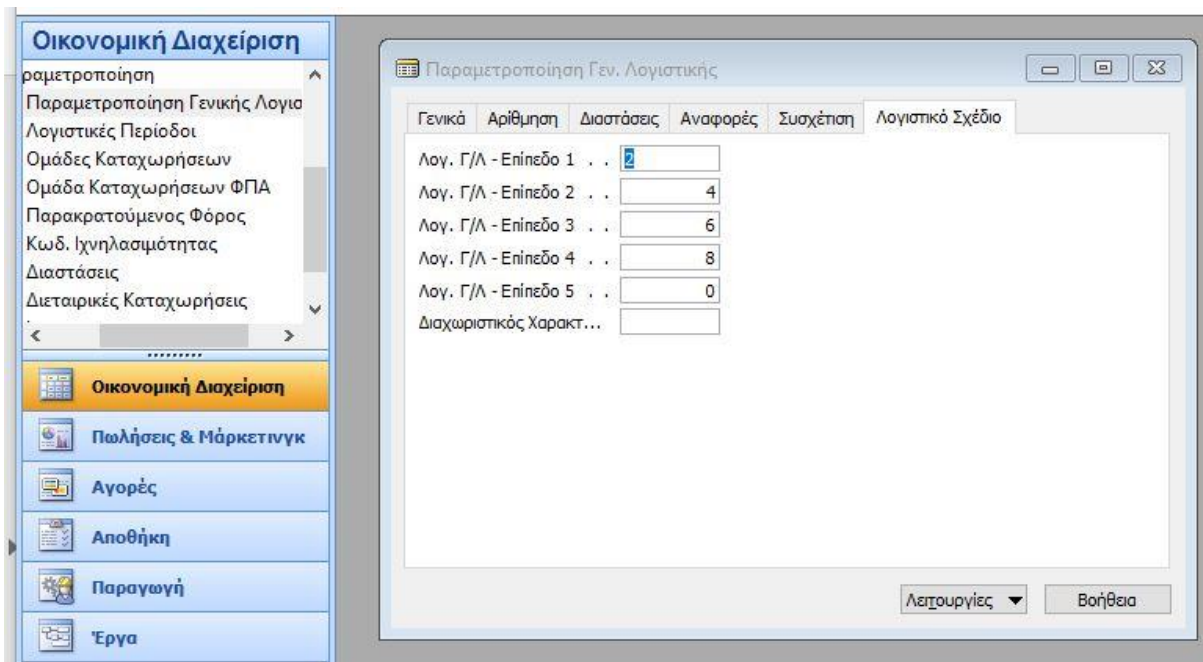 Οικονομική Διαχείριση
ραμετροποίηση
Παραμετροποίηση Γενικής Λογισ
Λογιστικές Περίοδοι
Ομάδες Καταχωρήσεων
Ομάδα Καταχωρήσεων ΦΠΑ
Παρακρατούμενος Φόρος
Κωδ. Ιχνηλασιμότητας
Διαστάσεις
Διεταιρικές Καταχωρήσεις
Οικονομική Διαχείριση
Πωλήσεις & Μάρκετινγκ
Αγορές
Αποθήκη
Παραγωγή
Έργα
Παραμετροποίηση Γεν. Λογιστικής
Γενικά Αρίθμηση Διαστάσεις Αναφορές Συσχέτιση Λογιστικό Σχέδιο
Λογ. Γ/Λ - Επίπεδο 1 . . 2
Λογ. Γ/Λ - Επίπεδο 2 . . 4
Λογ. Γ/Λ - Επίπεδο 3 . . 6
Λογ. Γ/Λ - Επίπεδο 4 . . 8
Λογ. Γ/Λ - Επίπεδο 5 . . 0
Διαχωριστικός Χαρακτ...
Λειτουργίες Βοήθεια